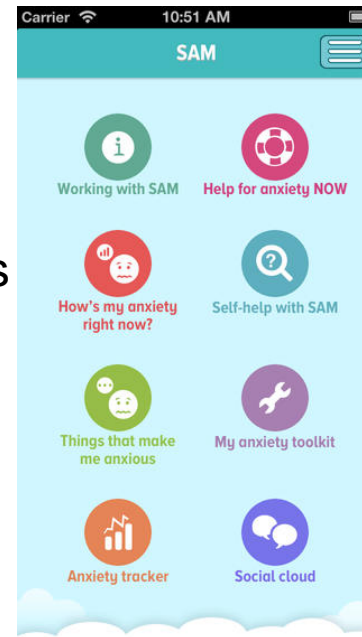 Carrier 10:51 AM
SAM
Working with SAM
Help for anxiety NOW
s
How's my anxiety
right now?
Self-help with SAM
Things that make
me anxious
My anxiety toolkit
Anxiety tracker
Social cloud